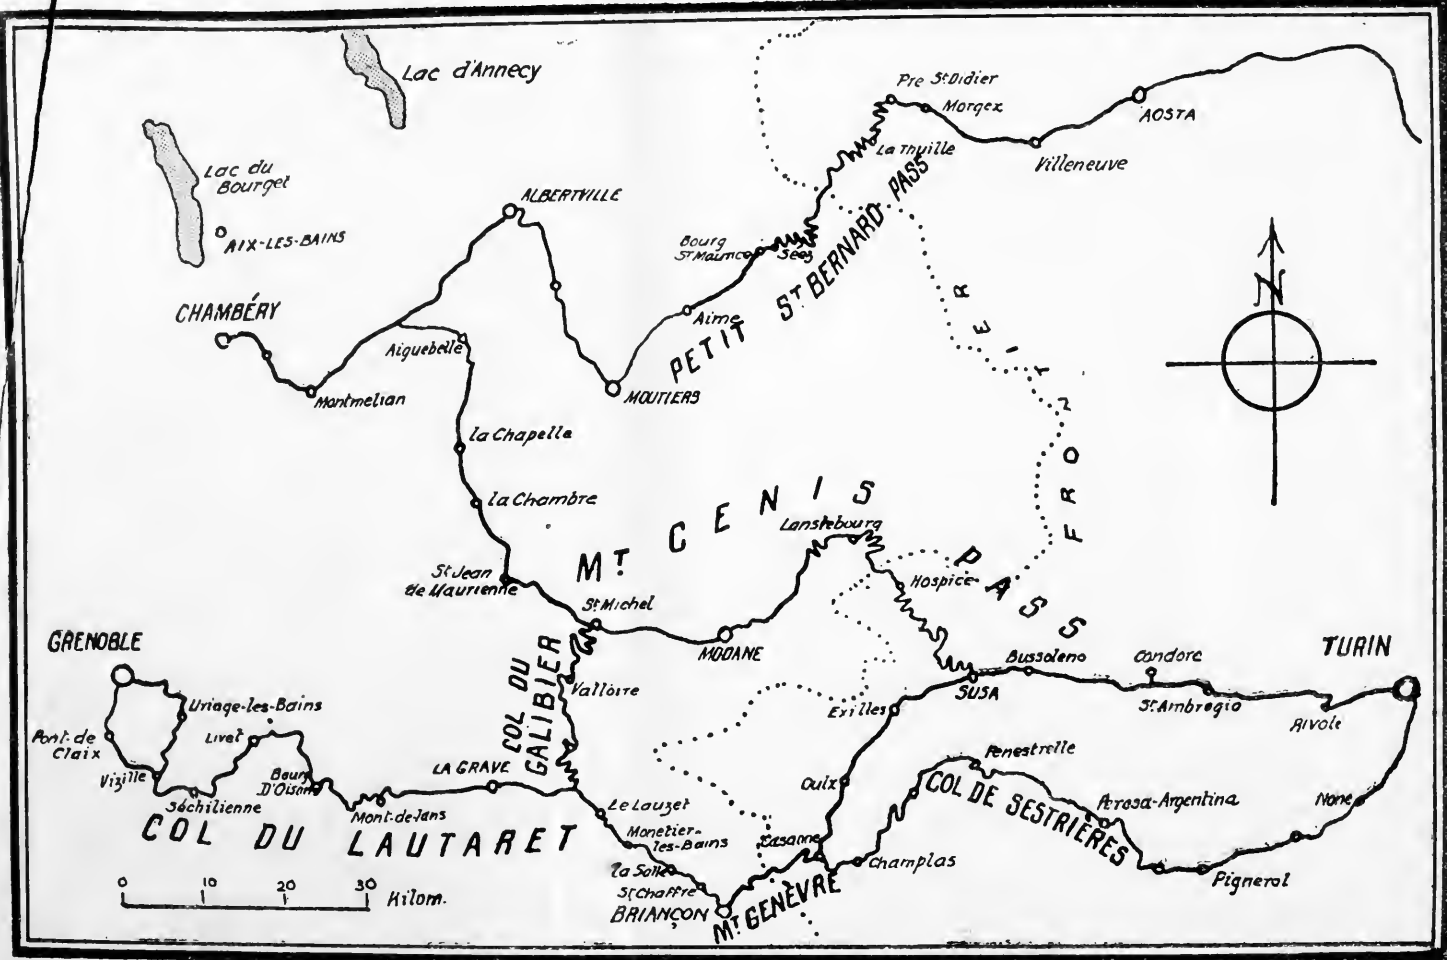 Lac d'Annecy
Pre St Didier
Morgex
AOSTA
La Thuille
Villeneuve
Lac du
Bourget
ALBERTVILLE
AIX-LES-BAINS
Bourg
St Maurice
Séez
PETIT ST BERNARD PASS
CHAMBÉRY
N
Aime
Aiguebelle
MOUTIERS
Montmelian
FRONTIER
la Chapelle
la Chambre
MT CENIS PASS
Lanslebourg
St Jean
de Maurienne
Hospice
St Michel
MODANE
GRENOBLE
TURIN
Bussoleno
Condore
SUSA
St Ambrogio
Rivole
COL DU
GALIBIER
Valloire
Exilles
Uriage-les-Bains
Pont-de
Claix
Livet
Vizille
Séchilienne
Bourg
D'Oisans
LA GRAVE
Mont-de-lans
Oulx
Fenestrelle
COL DE SESTRIÈRES
Perosa-Argentina
None
Le Lauzet
Monetier-
les-Bains
COL DU LAUTARET
Cesanne
Champlas
la Salle
St Chaffre
Pignerol
BRIANÇON
MT GENÈVRE
0 10 20 30 Kilom.